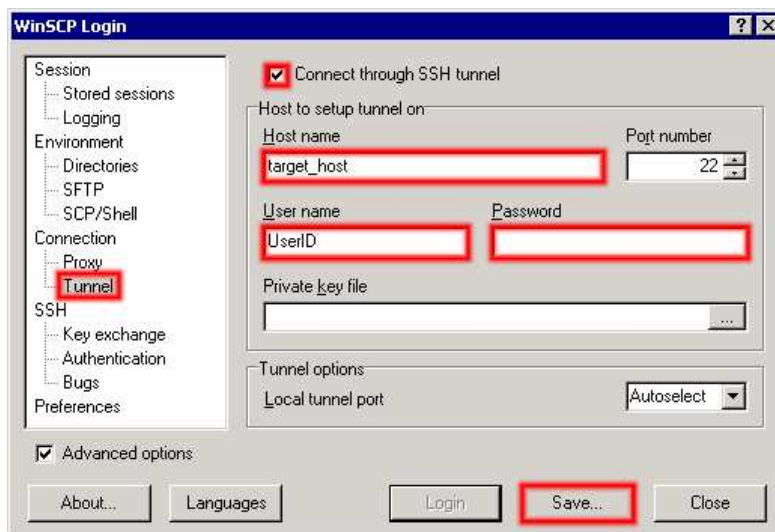 WinSCP Login
Session
Stored sessions
Logging
Environment
Directories
SFTP
SCP/Shell
Connection
Proxy
Tunnel
SSH
Key exchange
Authentication
Bugs
Preferences
Connect through SSH tunnel
Host to setup tunnel on
Host name
Port number
target_host
22
User name
Password
UserID
Private key file
...
Tunnel options
Local tunnel port
Autoselect
Advanced options
About...
Languages
Login
Save...
Close